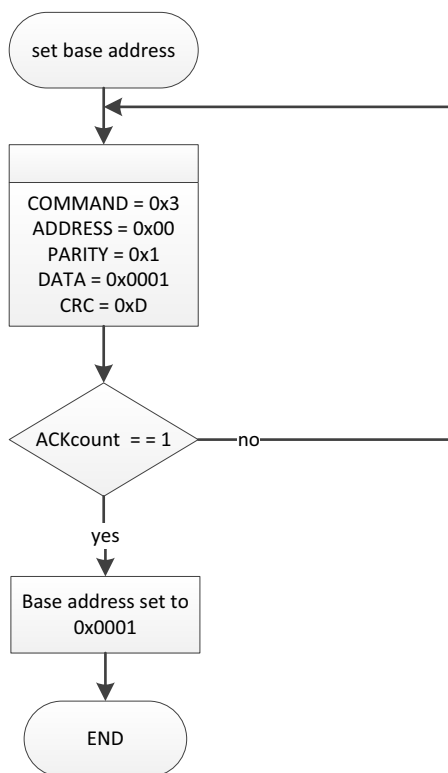 set base address
COMMAND = 0x3
ADDRESS = 0x00
PARITY = 0x1
DATA = 0x0001
CRC = 0xD
ACKcount = = 1
no
yes
Base address set to
0x0001
END